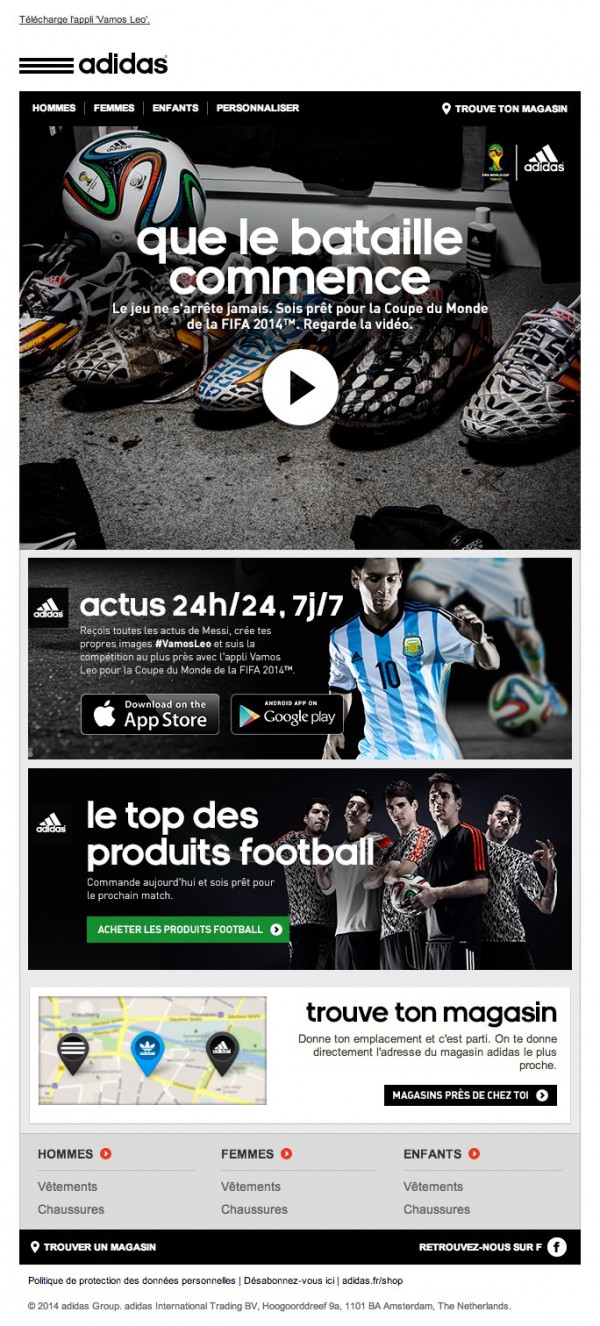 Télécharge l'appli 'Vamos Leo'.
adidas
HOMMES FEMMES ENFANTS PERSONNALISER TROUVE TON MAGASIN
adidas
que le bataille
commence
Le jeu ne s'arrête jamais. Sois prêt pour la Coupe du Monde
de la FIFA 2014™. Regarde la vidéo.
adidas
actus 24h/24, 7j/7
Reçois toutes les actus de Messi, crée tes
propres images #VamosLeo et suis la
compétition au plus près avec l'appli Vamos
Leo pour la Coupe du Monde de la FIFA 2014™.
10
10
Download on the
App Store
ANDROID APP ON
Google play
adidas
le top des
produits football
Commande aujourd'hui et sois prêt pour
le prochain match.
ACHETER LES PRODUITS FOOTBALL
trouve ton magasin
Donne ton emplacement et c'est parti. On te donne
directement l'adresse du magasin adidas le plus
proche.
MAGASINS PRÈS DE CHEZ TOI
HOMMES FEMMES ENFANTS
Vêtements Vêtements Vêtements
Chaussures Chaussures Chaussures
TROUVER UN MAGASIN RETROUVEZ-NOUS SUR F f
Politique de protection des données personnelles | Désabonnez-vous ici | adidas.fr/shop
© 2014 adidas Group. adidas International Trading BV, Hoogoorddreef 9a, 1101 BA Amsterdam, The Netherlands.